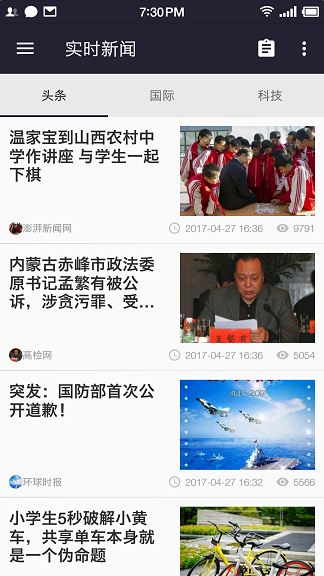 7:30 PM
实时新闻
头条
国际
科技
温家宝到山西农村中
学作讲座 与学生一起
下棋
澎湃新闻网
2017-04-27 16:36
9791
内蒙古赤峰市政法委
原书记孟繁有被公
诉，涉贪污罪、受…
高检网
2017-04-27 16:36
5054
突发：国防部首次公
开道歉！
1949-2017
环球时报
2017-04-27 16:32
5566
小学生5秒破解小黄
车，共享单车本身就
是一个伪命题